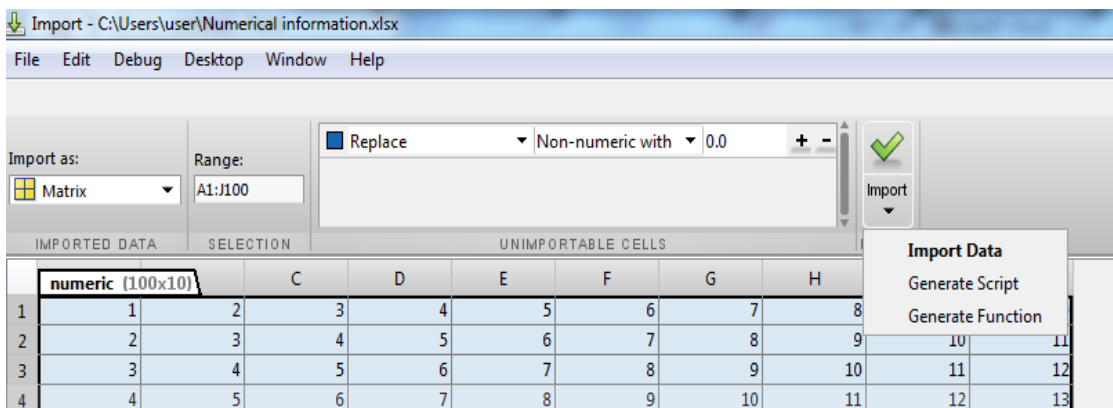 Import - C:\Users\user\Numerical information.xlsx
File Edit Debug Desktop Window Help
Import as:
Matrix
IMPORTED DATA
Range:
A1:J100
SELECTION
Replace Non-numeric with 0.0 + -
UNIMPORTABLE CELLS
Import
Import Data
Generate Script
Generate Function
numeric (100x10) C D E F G H
1 1 2 3 4 5 6 7 8
2 2 3 4 5 6 7 8 9 10 11
3 3 4 5 6 7 8 9 10 11 12
4 4 5 6 7 8 9 10 11 12 13